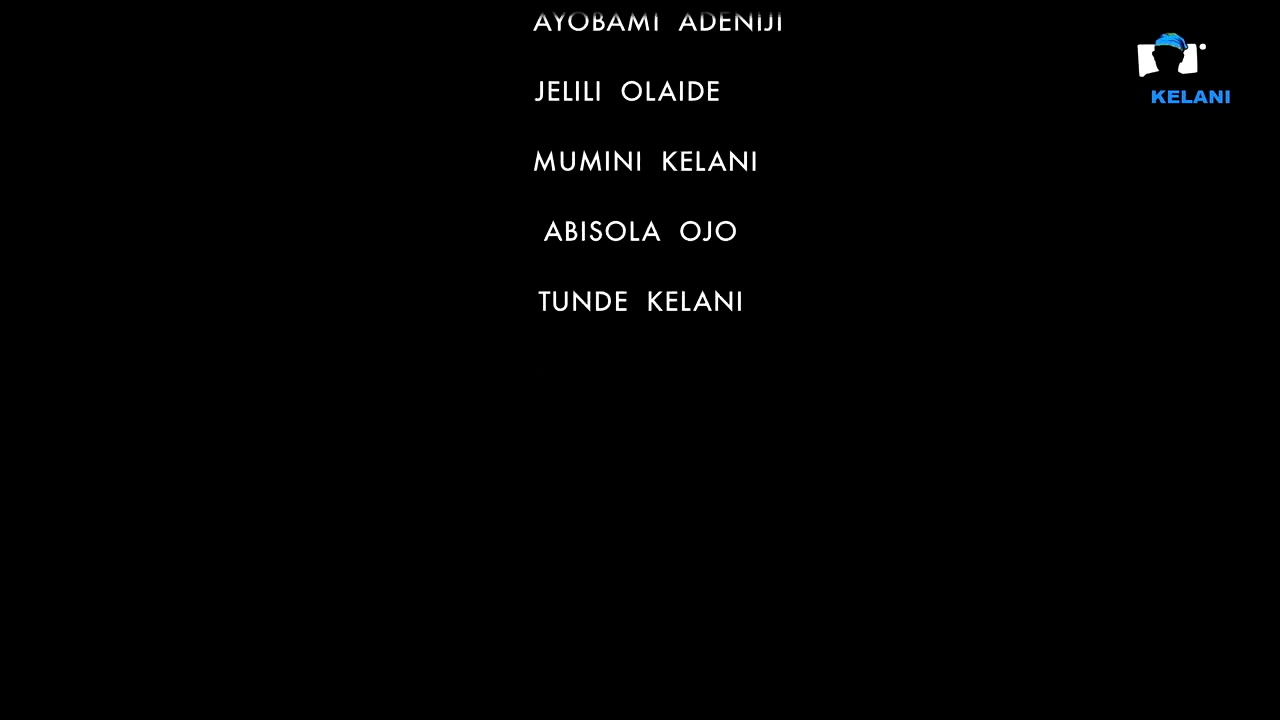 AYOBAMI ADENIJI
KELANI
JELILI OLAIDE
MUMINI KELANI
ABISOLA OJO
TUNDE KELANI